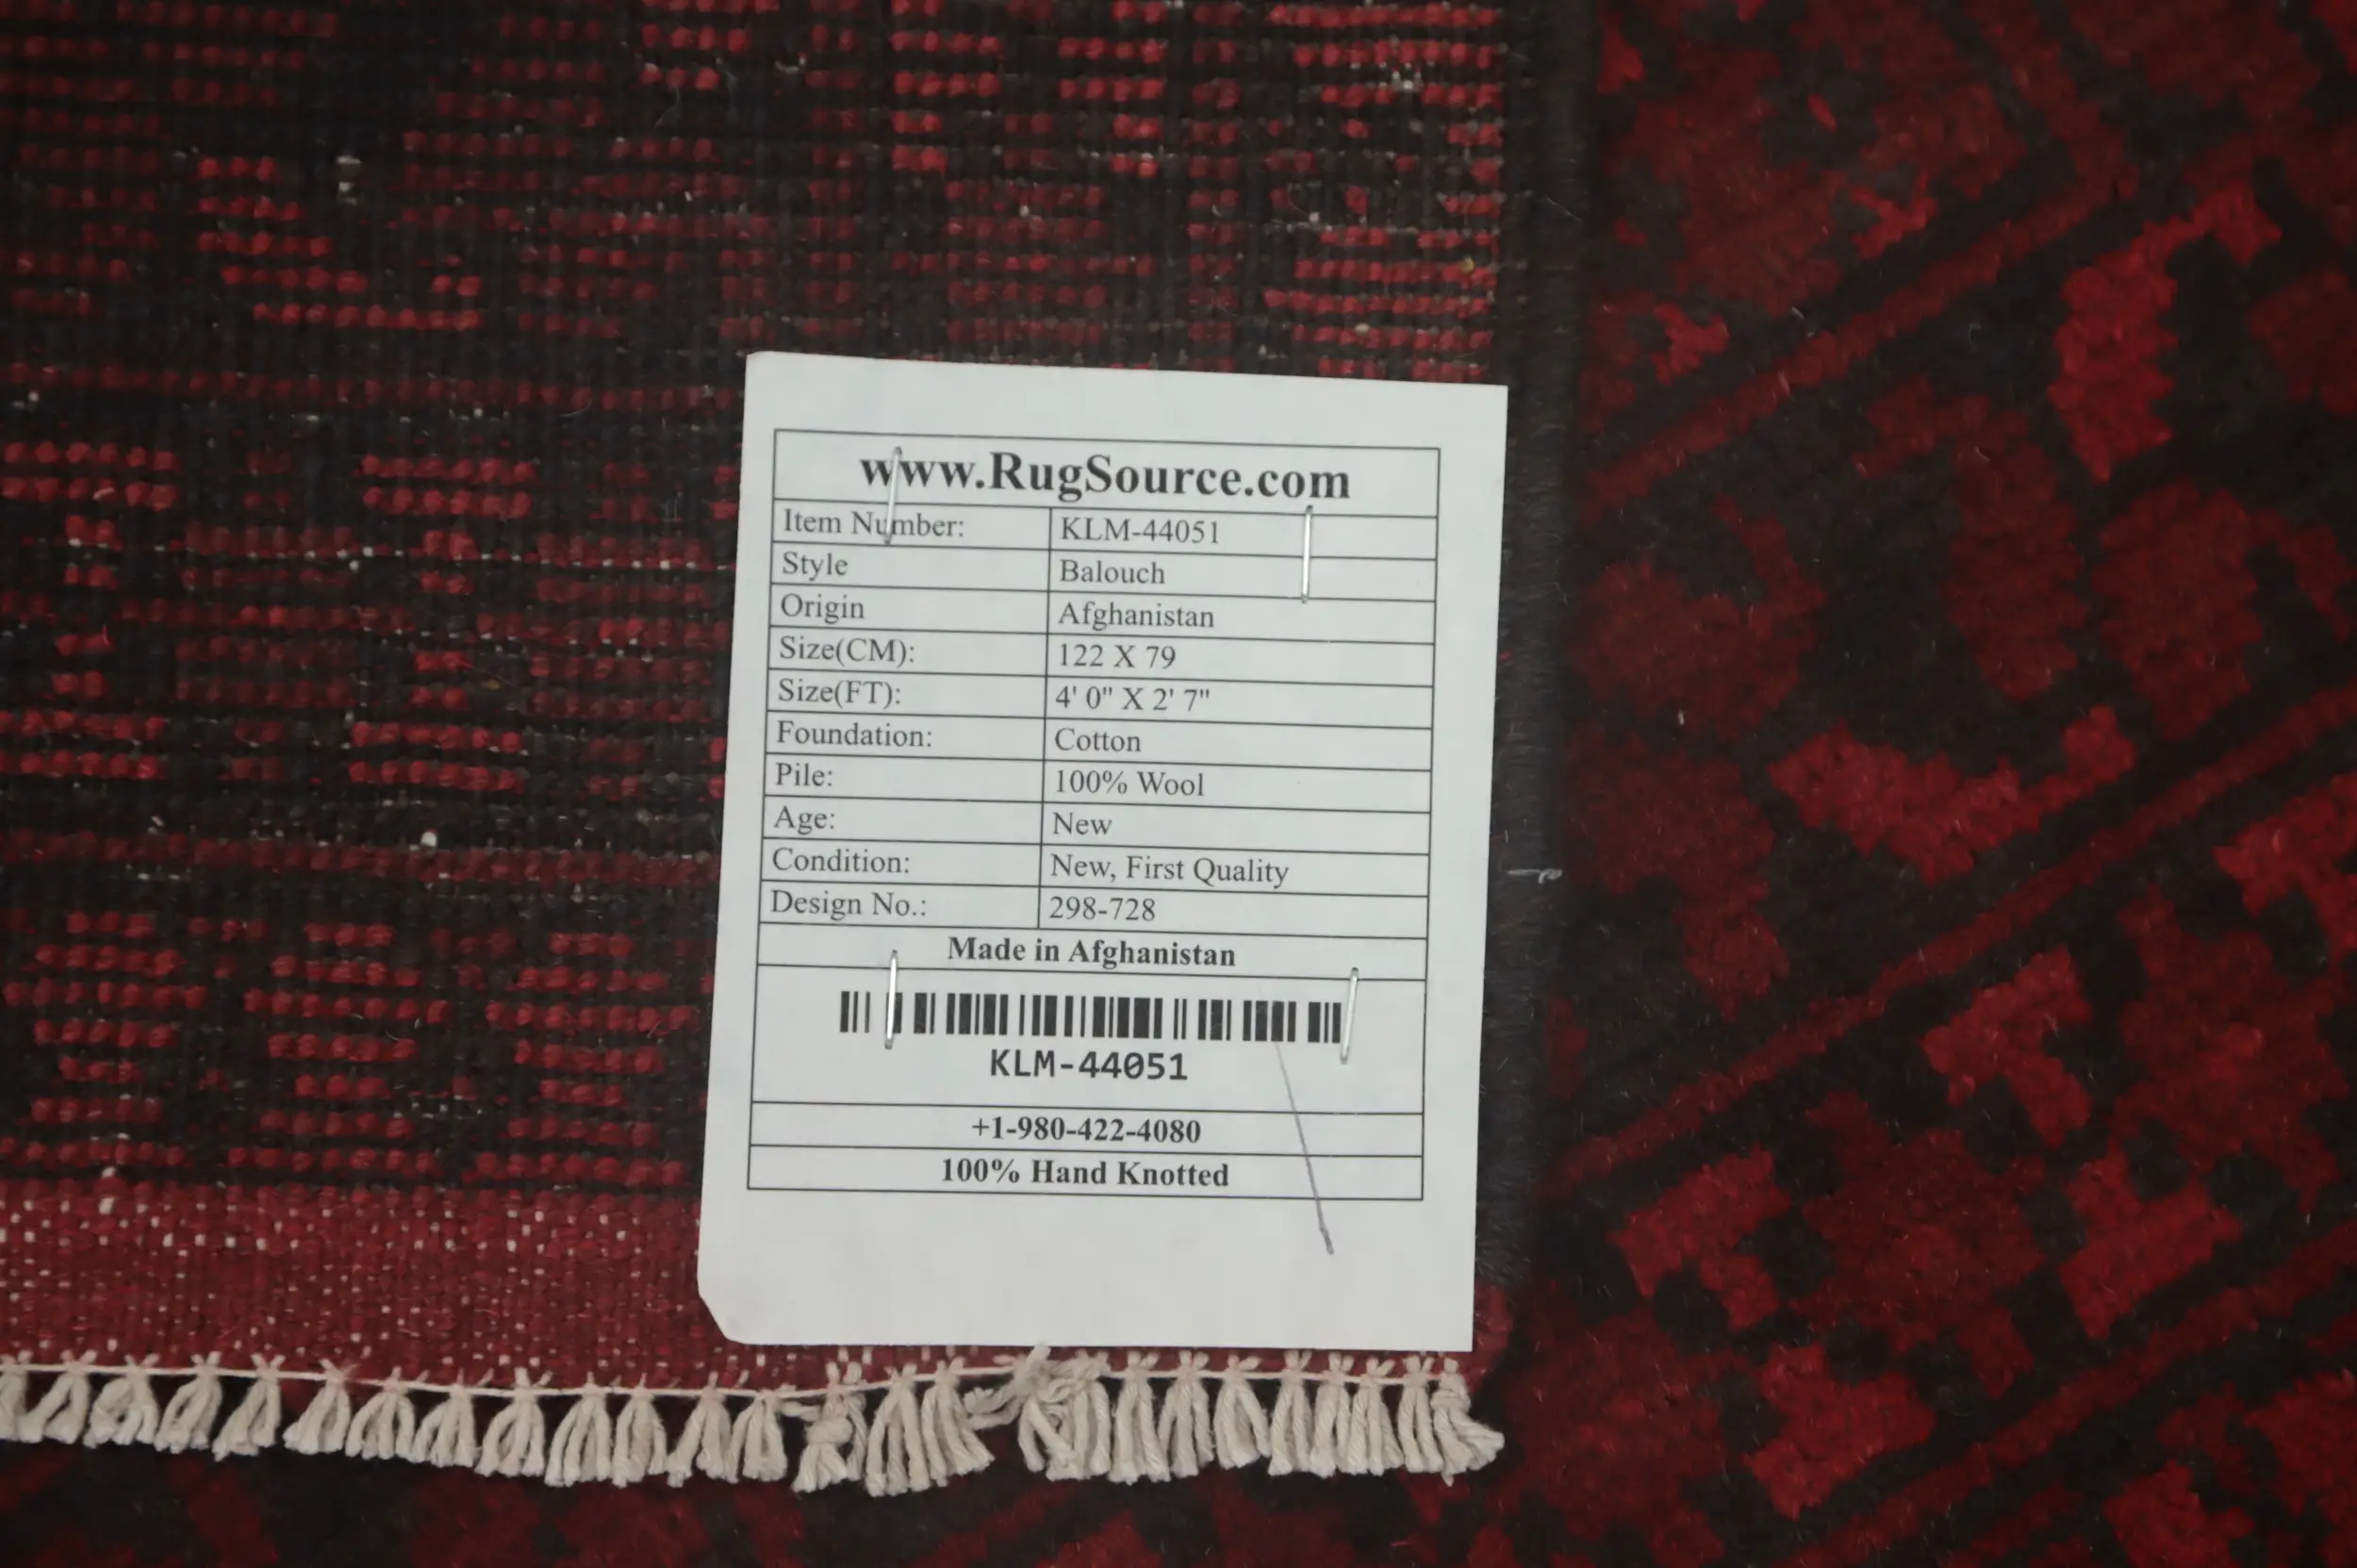 www.RugSource.com
Item Number: KLM-44051
Style Balouch
Origin Afghanistan
Size(CM): 122 X 79
Size(FT): 4' 0" X 2' 7"
Foundation: Cotton
Pile: 100% Wool
Age: New
Condition: New, First Quality
Design No.: 298-728
Made in Afghanistan
KLM-44051
+1-980-422-4080
100% Hand Knotted